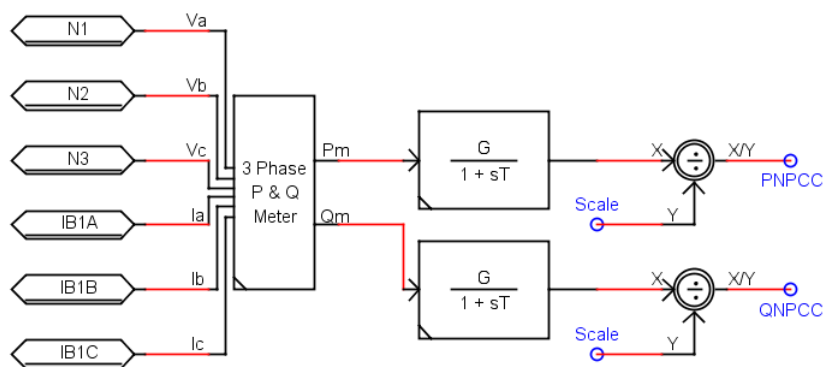 N1
Va
N2
Vb
N3
Vc
IB1A
Ia
IB1B
Ib
IB1C
Ic
3 Phase
P & Q
Meter
Pm
Qm
G
1 + sT
G
1 + sT
X
÷
X/Y
PNPCC
Scale
Y
X
÷
X/Y
QNPCC
Scale
Y